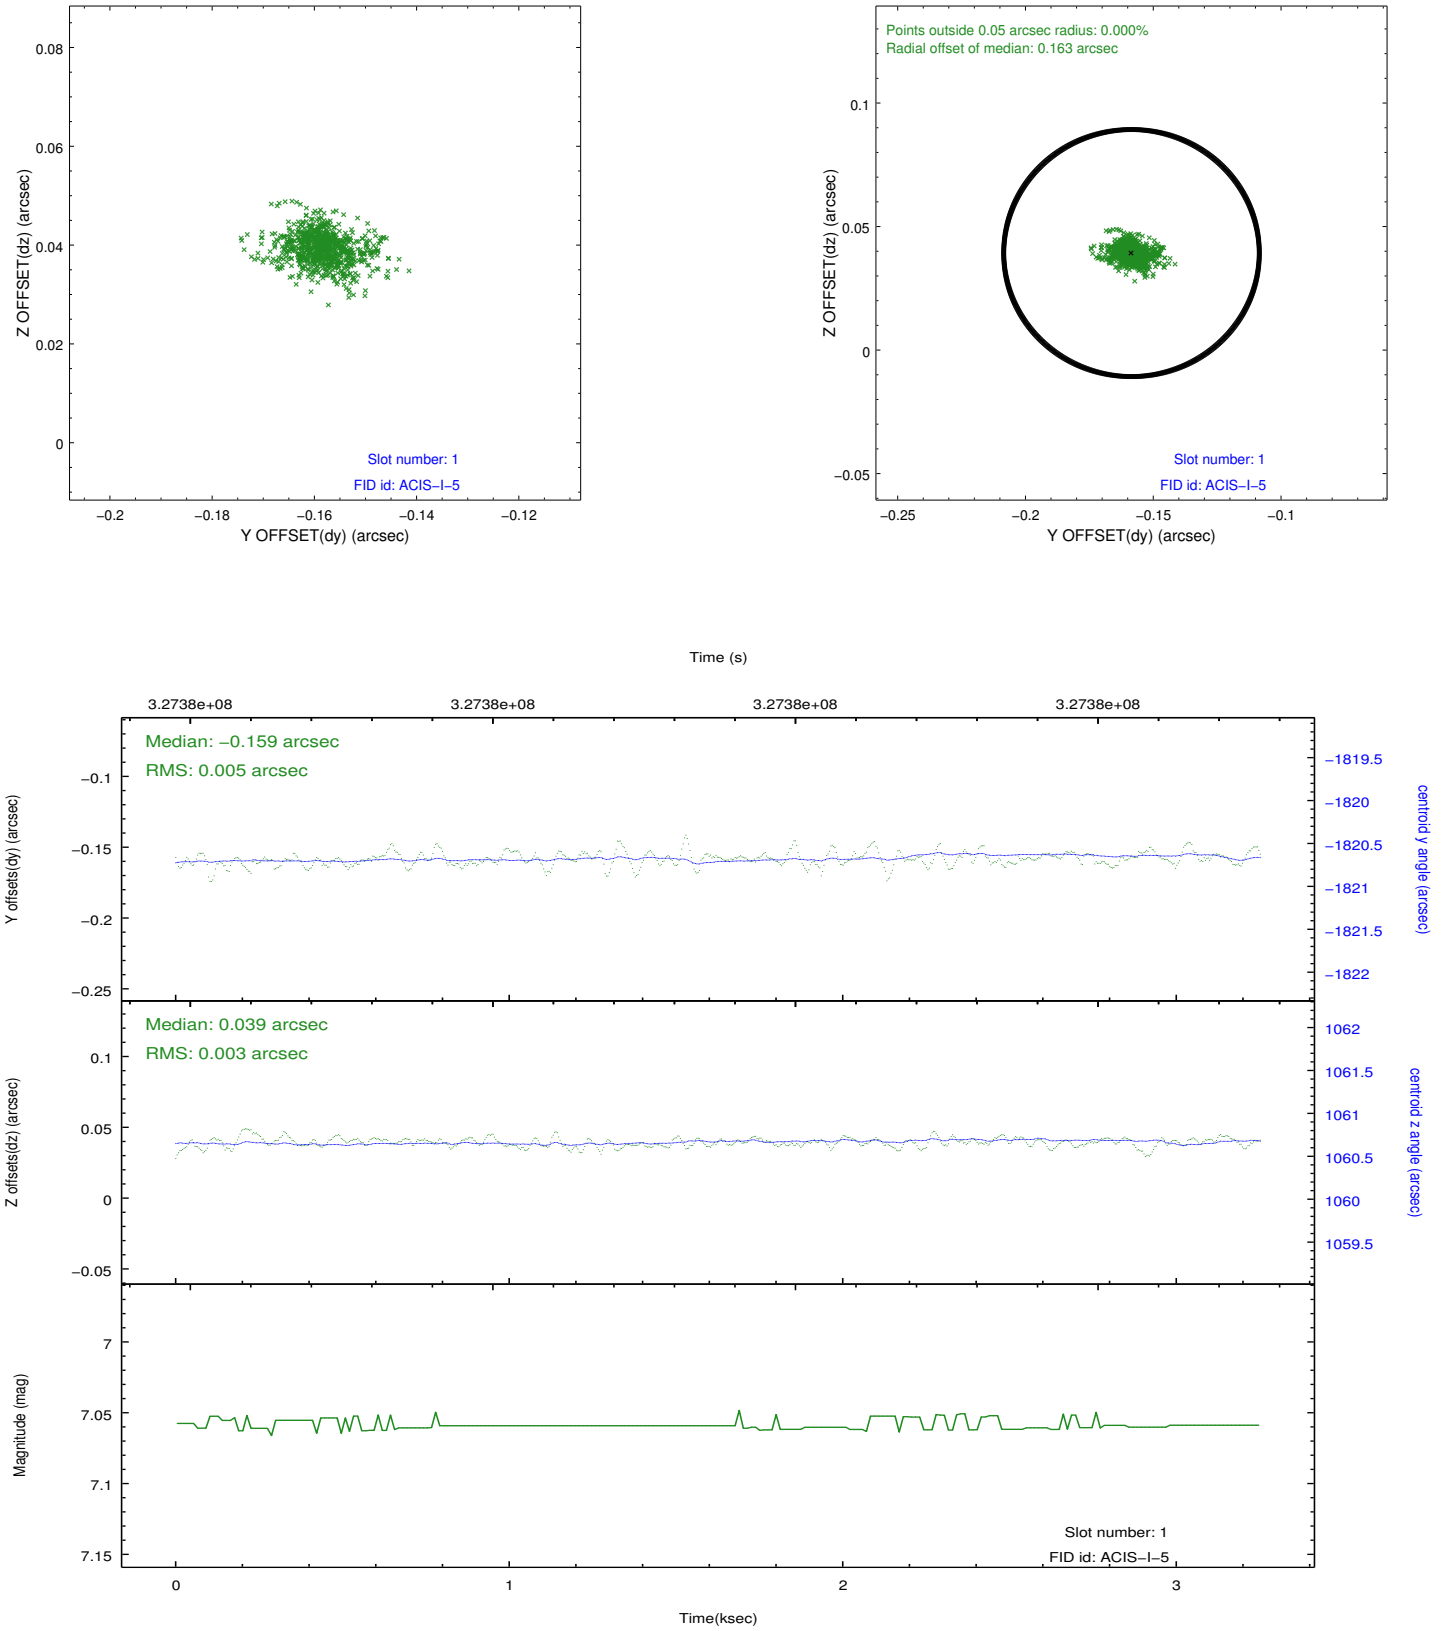 0.08
0.06
0.04
0.02
0
Z OFFSET(dz) (arcsec)
Slot number: 1
FID id: ACIS−I−5
−0.2 −0.18 −0.16 −0.14 −0.12
Y OFFSET(dy) (arcsec)
Points outside 0.05 arcsec radius: 0.000%
Radial offset of median: 0.163 arcsec
0.1
0.05
0
−0.05
Z OFFSET(dz) (arcsec)
Slot number: 1
FID id: ACIS−I−5
−0.25 −0.2 −0.15 −0.1
Y OFFSET(dy) (arcsec)
Time (s)
3.2738e+08 3.2738e+08 3.2738e+08 3.2738e+08
Median: −0.159 arcsec
RMS: 0.005 arcsec
−0.1
−0.15
−0.2
−0.25
Y offsets(dy) (arcsec)
−1819.5
−1820
−1820.5
−1821
−1821.5
−1822
centroid y angle (arcsec)
Median: 0.039 arcsec
RMS: 0.003 arcsec
0.1
0.05
0
−0.05
Z offsets(dz) (arcsec)
1062
1061.5
1061
1060.5
1060
1059.5
centroid z angle (arcsec)
7
7.05
7.1
7.15
Magnitude (mag)
Slot number: 1
FID id: ACIS−I−5
0 1 2 3
Time(ksec)